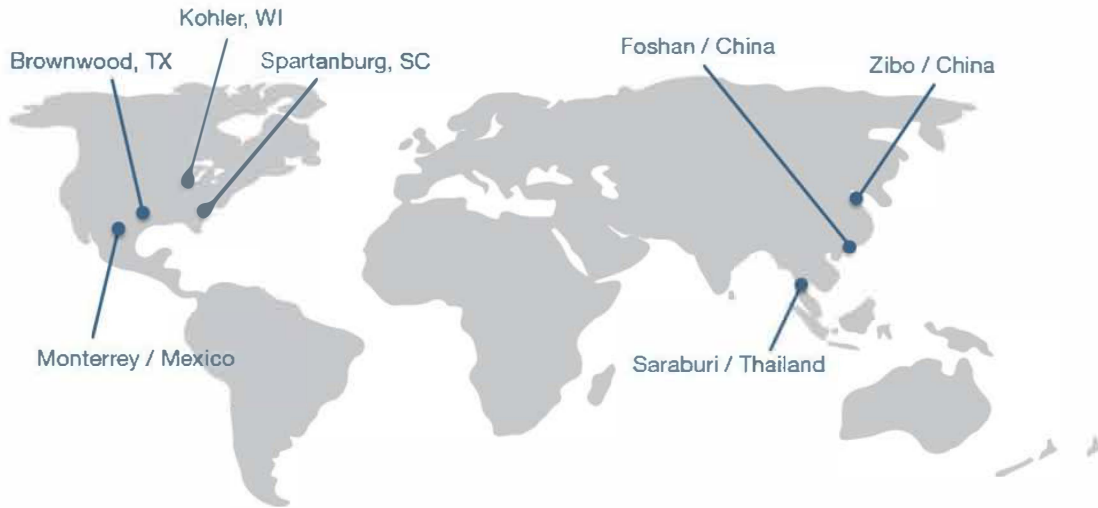 Kohler, WI
Brownwood, TX
Spartanburg, SC
Foshan / China
Zibo / China
Monterrey / Mexico
Saraburi / Thailand